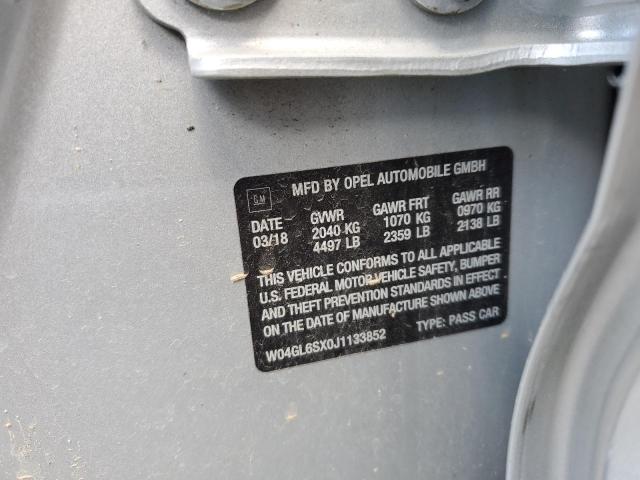 MFD BY OPEL AUTOMOBILE GMBH
GM
DATE GVWR GAWR FRT GAWR RR
03/18 2040 KG 1070 KG 0970 KG
4497 LB 2359 LB 2138 LB
THIS VEHICLE CONFORMS TO ALL APPLICABLE
U.S. FEDERAL MOTOR VEHICLE SAFETY, BUMPER
AND THEFT PREVENTION STANDARDS IN EFFECT
ON THE DATE OF MANUFACTURE SHOWN ABOVE
W04GL6SX0J1133852 TYPE: PASS CAR